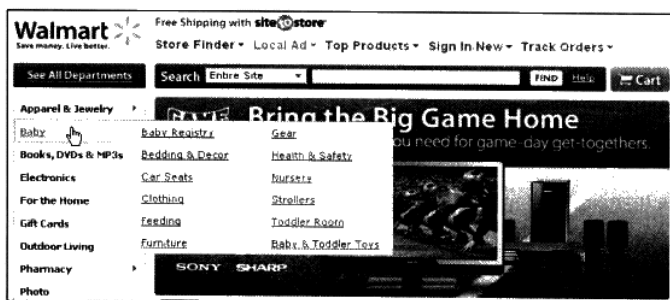 Walmart
Save money. Live better.
Free Shipping with site to store
Store Finder Local Ad Top Products Sign In New Track Orders
See All Departments
Search Entire Site FIND Help Cart
Apparel & Jewelry
Baby
Books, DVDs & MP3s
Electronics
For the Home
Gift Cards
Outdoor Living
Pharmacy
Photo
Baby Registry
Bedding & Decor
Car Seats
Clothing
Feeding
Furniture
Gear
Health & Safety
Nursery
Strollers
Toddler Room
Baby & Toddler Toys
Bring the Big Game Home
ou need for game-day get-togethers.
SONY SHARP